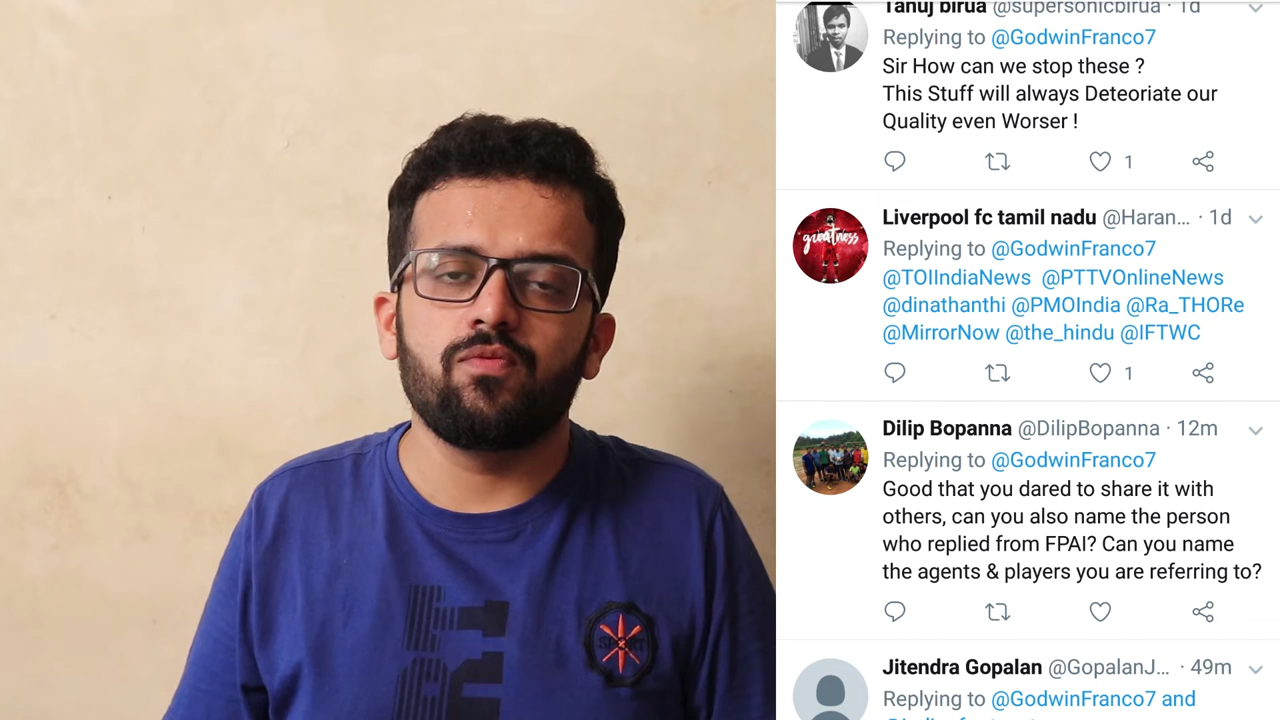 Tanuj birua @supersonicbirua · 1d
Replying to @GodwinFranco7
Sir How can we stop these ?
This Stuff will always Deteoriate our
Quality even Worser !
1
Liverpool fc tamil nadu @Haran... · 1d
Replying to @GodwinFranco7
@TOIIndiaNews @PTTVOnlineNews
@dinathanthi @PMOIndia @Ra_THORe
@MirrorNow @the_hindu @IFTWC
1
Dilip Bopanna @DilipBopanna · 12m
Replying to @GodwinFranco7
Good that you dared to share it with
others, can you also name the person
who replied from FPAI? Can you name
the agents & players you are referring to?
Jitendra Gopalan @GopalanJ... · 49m
Replying to @GodwinFranco7 and
greatness
SPORT